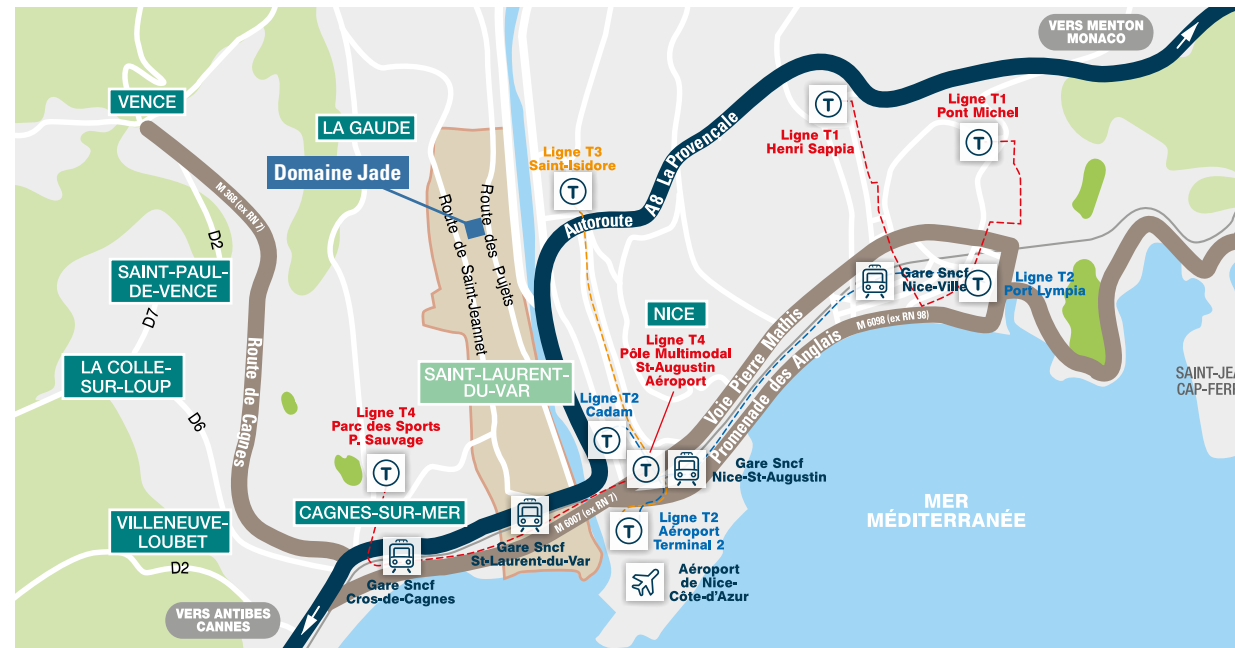 VERS MENTON
MONACO
VENCE
LA GAUDE
Domaine Jade
Ligne T3
Saint-Isidore
Ligne T1
Henri Sappia
Ligne T1
Pont Michel
T
T
T
Autoroute
A8 La Provençale
M 368 (ex RN 7)
D2
Route des Pujets
Route de Saint-Jeannet
SAINT-PAUL-
DE-VENCE
D7
Gare Sncf
Nice-Ville
T
Ligne T2
Port Lympia
NICE
Ligne T4
Pôle Multimodal
St-Augustin
Aéroport
Voie Pierre Mathis
M 6098 (ex RN 98)
Promenade des Anglais
LA COLLE-
SUR-LOUP
Route de Cagnes
SAINT-LAURENT-
DU-VAR
SAINT-JEA
CAP-FERR
Ligne T2
Cadam
T
D6
Ligne T4
Parc des Sports
P. Sauvage
T
T
Gare Sncf
Nice-St-Augustin
CAGNES-SUR-MER
M 6007 (ex RN 7)
MER
MÉDITERRANÉE
VILLENEUVE-
LOUBET
T
Ligne T2
Aéroport
Terminal 2
Gare Sncf
St-Laurent-du-Var
D2
Gare Sncf
Cros-de-Cagnes
Aéroport
de Nice-
Côte-d'Azur
VERS ANTIBES
CANNES